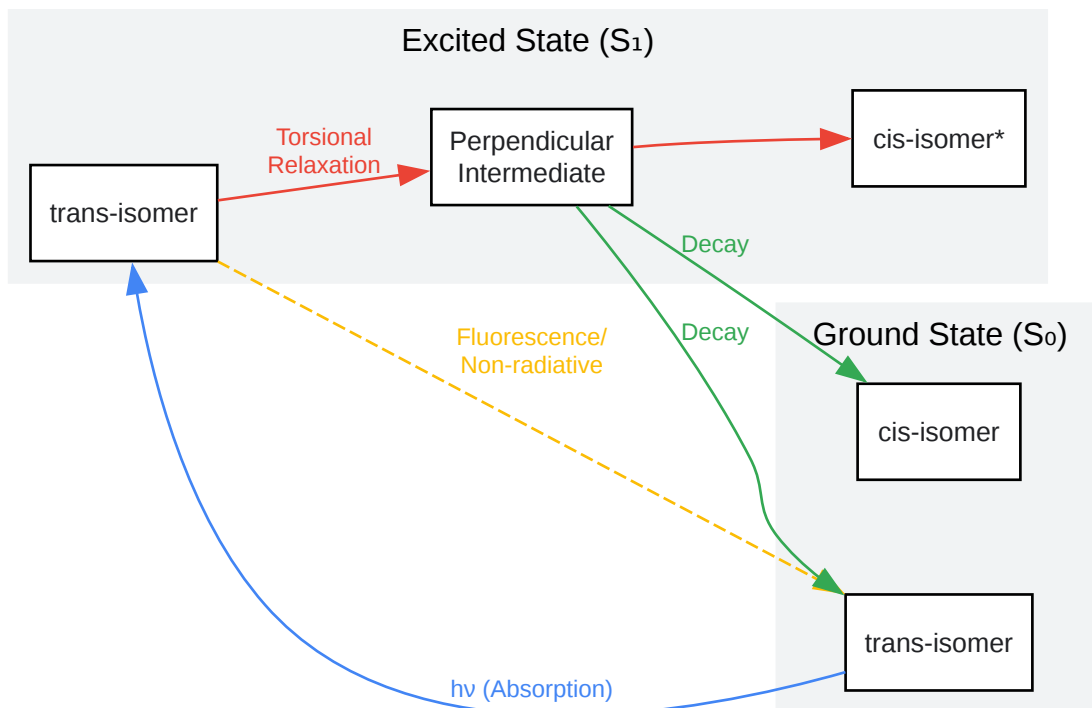 Excited State (S₁)
Torsional
Relaxation
Perpendicular
Intermediate
cis-isomer*
trans-isomer
Decay
Fluorescence/
Non-radiative
Decay
Ground State (S₀)
cis-isomer
trans-isomer
hν (Absorption)